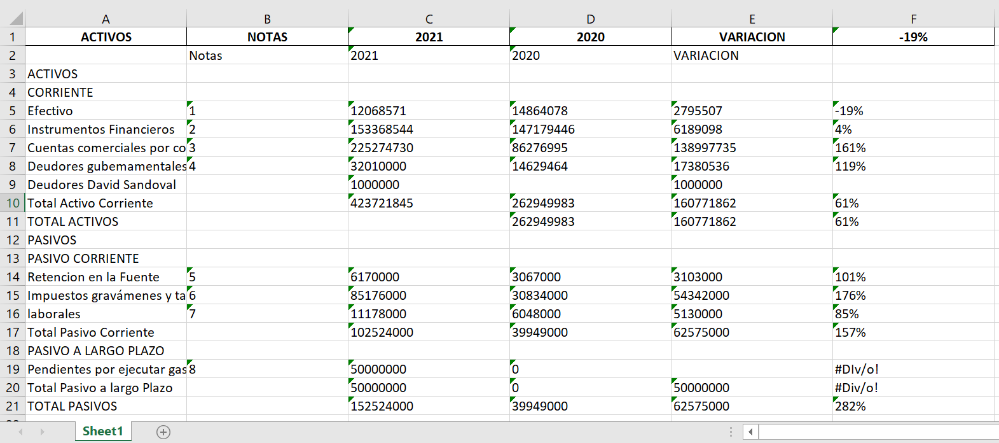 A B C D E F
1 ACTIVOS NOTAS 2021 2020 VARIACION -19%
2 Notas 2021 2020 VARIACION
3 ACTIVOS
4 CORRIENTE
5 Efectivo 1 12068571 14864078 2795507 -19%
6 Instrumentos Financieros 2 153368544 147179446 6189098 4%
7 Cuentas comerciales por co 3 225274730 86276995 138997735 161%
8 Deudores gubemamentales 4 32010000 14629464 17380536 119%
9 Deudores David Sandoval 1000000 1000000
10 Total Activo Corriente 423721845 262949983 160771862 61%
11 TOTAL ACTIVOS 262949983 160771862 61%
12 PASIVOS
13 PASIVO CORRIENTE
14 Retencion en la Fuente 5 6170000 3067000 3103000 101%
15 Impuestos gravámenes y ta 6 85176000 30834000 54342000 176%
16 laborales 7 11178000 6048000 5130000 85%
17 Total Pasivo Corriente 102524000 39949000 62575000 157%
18 PASIVO A LARGO PLAZO
19 Pendientes por ejecutar gas 8 50000000 0 #DIv/o!
20 Total Pasivo a largo Plazo 50000000 0 50000000 #Div/o!
21 TOTAL PASIVOS 152524000 39949000 62575000 282%
Sheet1